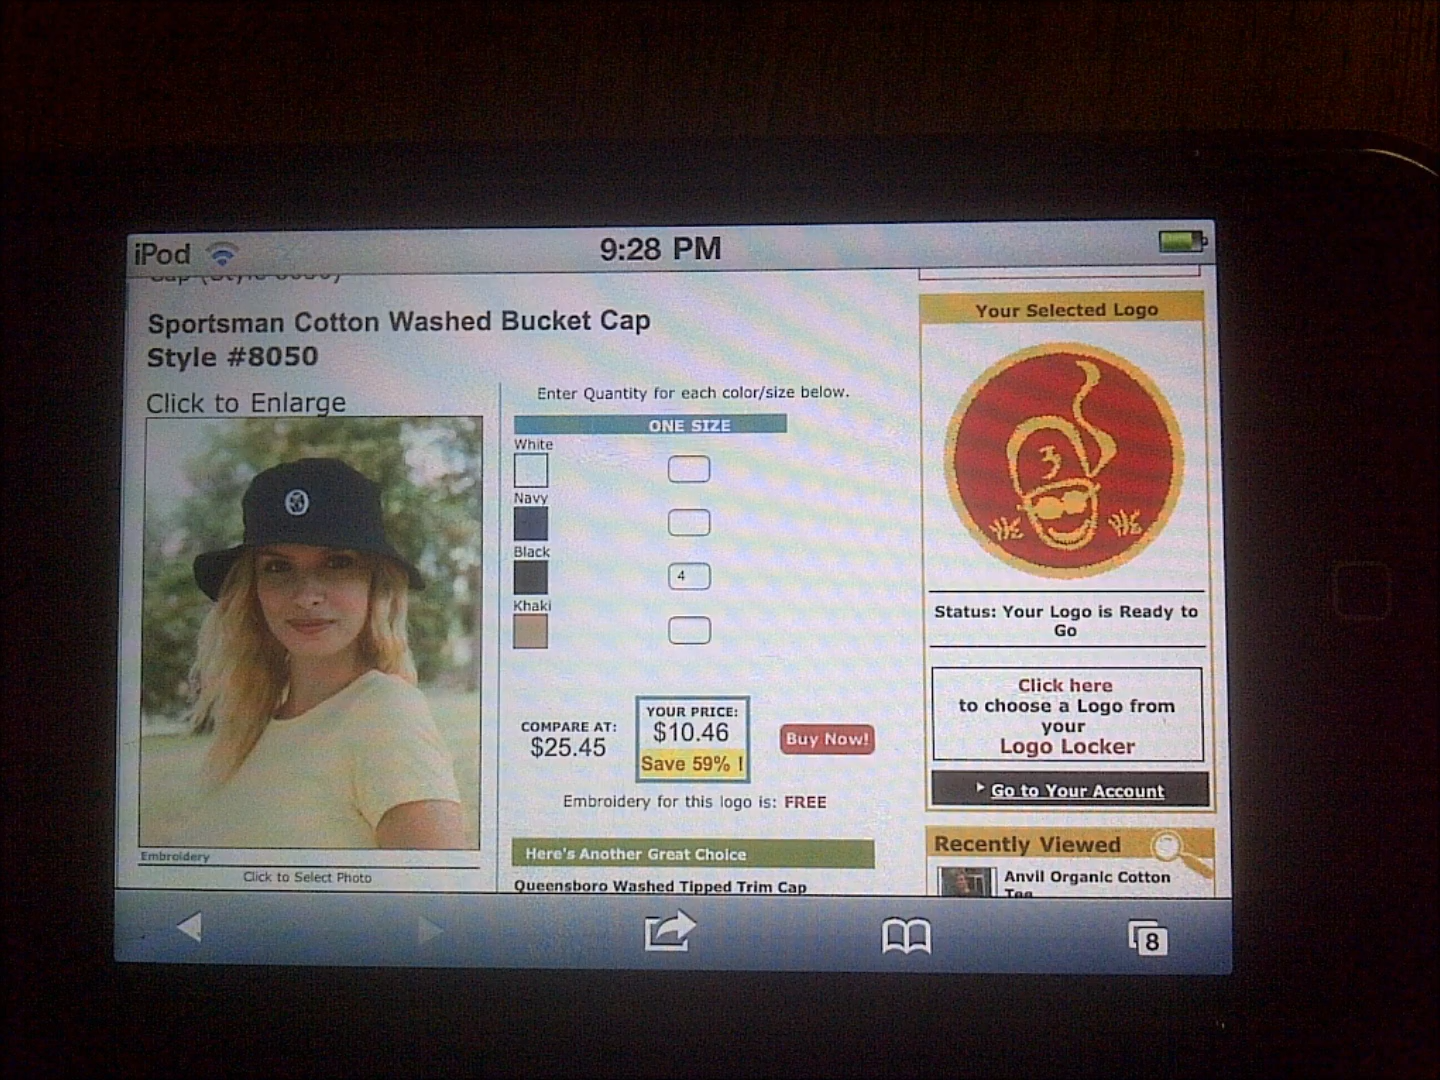 iPod
9:28 PM
Cap (Style 8050)
Sportsman Cotton Washed Bucket Cap
Style #8050
Click to Enlarge
Embroidery
Click to Select Photo
Enter Quantity for each color/size below.
ONE SIZE
White
Navy
Black
4
Khaki
COMPARE AT:
$25.45
YOUR PRICE:
$10.46
Save 59% !
Buy Now!
Embroidery for this logo is: FREE
Here's Another Great Choice
Queensboro Washed Tipped Trim Cap
Your Selected Logo
3
Status: Your Logo is Ready to
Go
Click here
to choose a Logo from
your
Logo Locker
Go to Your Account
Recently Viewed
Anvil Organic Cotton
Tee
8